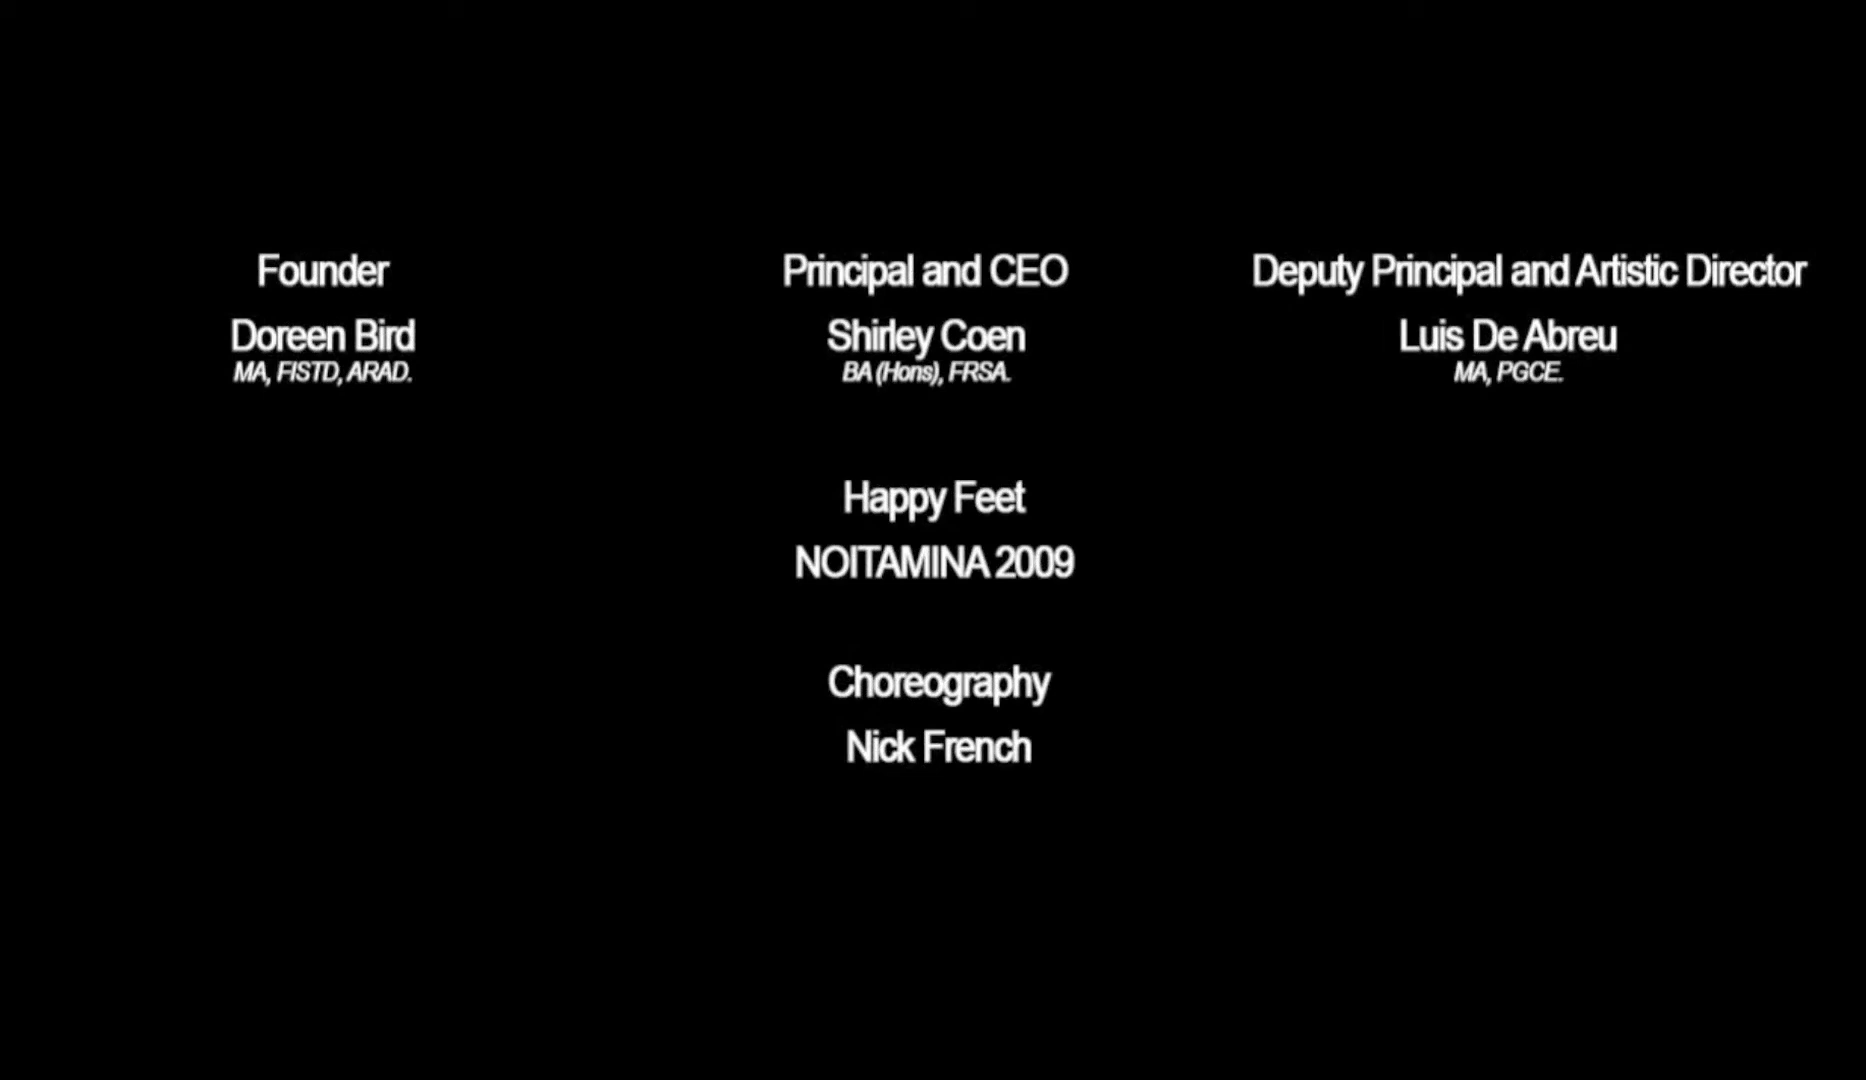 Founder
Doreen Bird
MA, FISTD, ARAD.
Principal and CEO
Shirley Coen
BA (Hons), FRSA.
Deputy Principal and Artistic Director
Luis De Abreu
MA, PGCE.
Happy Feet
NOITAMINA 2009
Choreography
Nick French